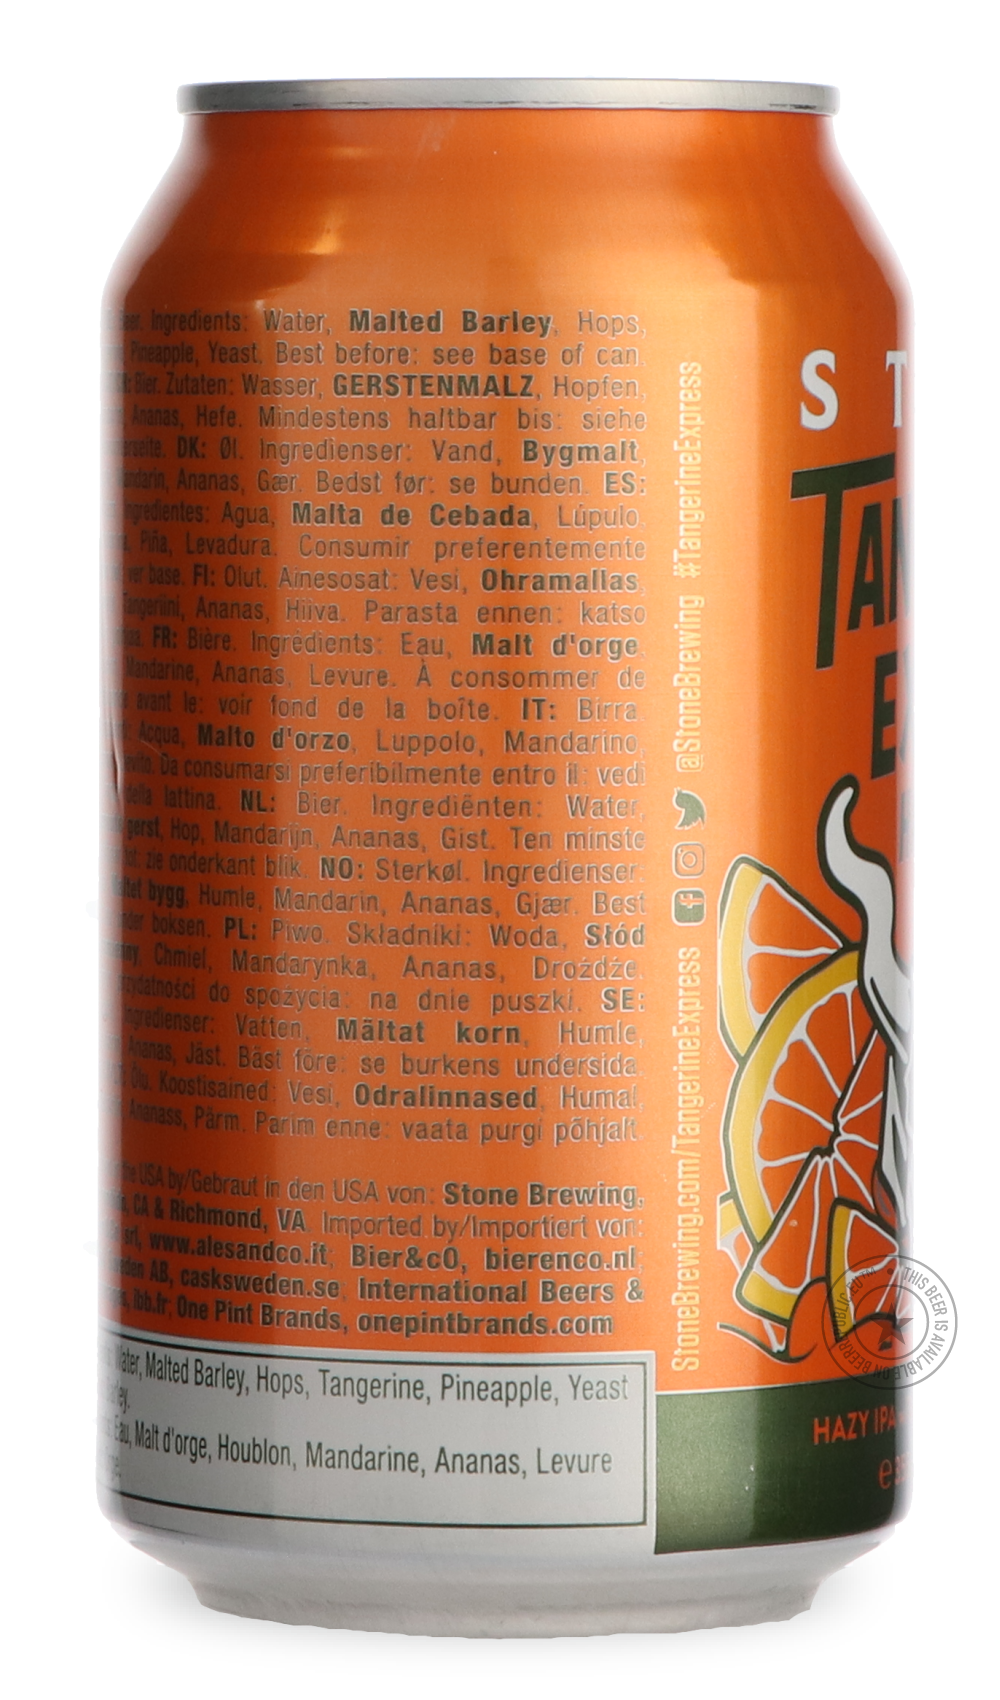 Beer. Ingredients: Water, Malted Barley, Hops,
Pineapple, Yeast. Best before: see base of can.
Bier. Zutaten: Wasser, GERSTENMALZ, Hopfen,
Ananas, Hefe. Mindestens haltbar bis: siehe
DK: Øl. Ingredienser: Vand, Bygmalt,
Ananas, Gær. Bedst før: se bunden. ES:
Ingredientes: Agua, Malta de Cebada, Lúpulo,
Piña, Levadura. Consumir preferentemente
ver base. FI: Olut. Ainesosat: Vesi, Ohramallas,
Tangeriini, Ananas, Hiiva. Parasta ennen: katso
FR: Bière. Ingrédients: Eau, Malt d'orge,
Mandarine, Ananas, Levure. À consommer de
avant le: voir fond de la boîte. IT: Birra.
Acqua, Malto d'orzo, Luppolo, Mandarino,
Da consumarsi preferibilmente entro il: vedi
della lattina. NL: Bier. Ingrediënten: Water,
gerst, Hop, Mandarijn, Ananas, Gist. Ten minste
zie onderkant blik. NO: Sterkøl. Ingredienser:
bygg, Humle, Mandarin, Ananas, Gjær. Best
boksen. PL: Piwo. Składniki: Woda, Słód
Chmiel, Mandarynka, Ananas, Drożdże.
przydatności do spożycia: na dnie puszki. SE:
Ingredienser: Vatten, Mältat korn, Humle,
Ananas, Jäst. Bäst före: se burkens undersida.
Õlu. Koostisained: Vesi, Odralinnased, Humal,
Ananass, Pärm. Parim enne: vaata purgi põhjalt.
the USA by/Gebraut in den USA von: Stone Brewing,
CA & Richmond, VA. Imported by/Importiert von:
srl, www.alesandco.it; Bier&cO, bierenco.nl;
AB, casksweden.se; International Beers &
ibb.fr; One Pint Brands, onepintbrands.com
Water, Malted Barley, Hops, Tangerine, Pineapple, Yeast
Eau, Malt d'orge, Houblon, Mandarine, Ananas, Levure
StoneBrewing.com/TangerineExpress @StoneBrewing #TangerineExpress
S T
TAN
HAZY IPA
e
THIS BEER IS AVAILABLE ON BEERREPUBLIC.EU